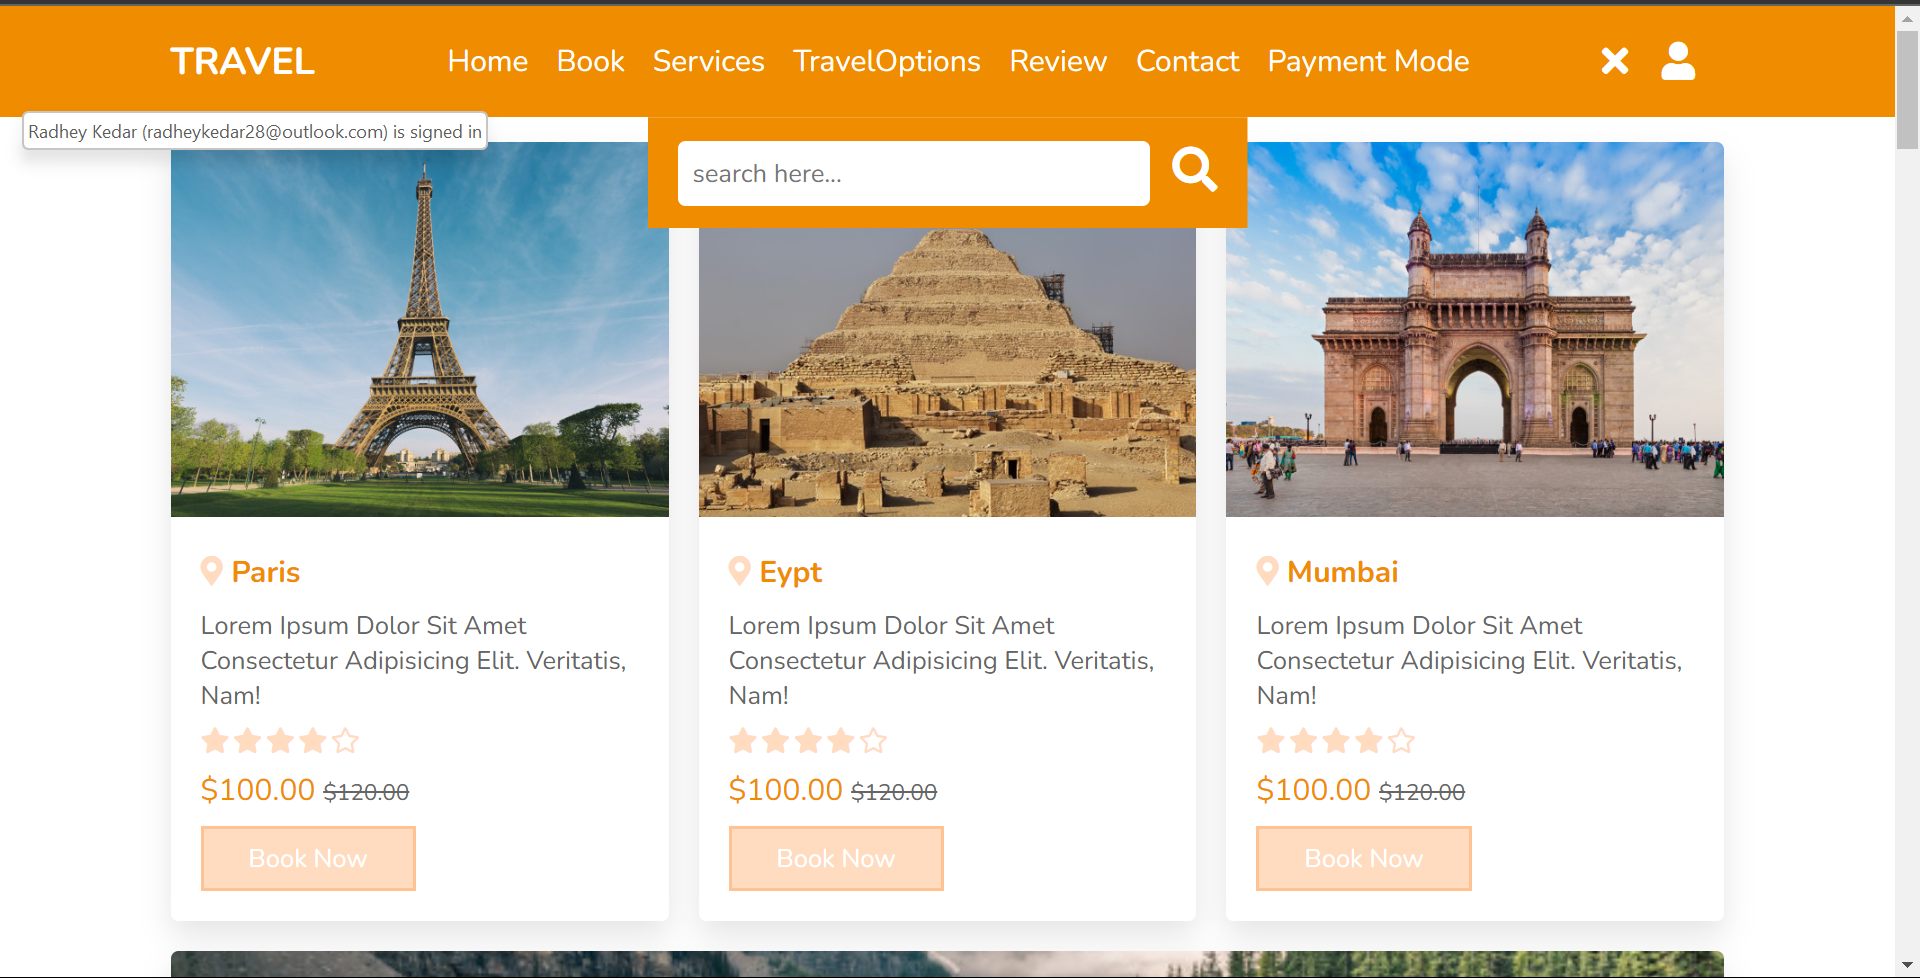 TRAVEL
Home Book Services TravelOptions Review Contact Payment Mode
Radhey Kedar (radheykedar28@outlook.com) is signed in
search here...
Paris
Lorem Ipsum Dolor Sit Amet
Consectetur Adipisicing Elit. Veritatis,
Nam!
$100.00 $120.00
Book Now
Eypt
Lorem Ipsum Dolor Sit Amet
Consectetur Adipisicing Elit. Veritatis,
Nam!
$100.00 $120.00
Book Now
Mumbai
Lorem Ipsum Dolor Sit Amet
Consectetur Adipisicing Elit. Veritatis,
Nam!
$100.00 $120.00
Book Now